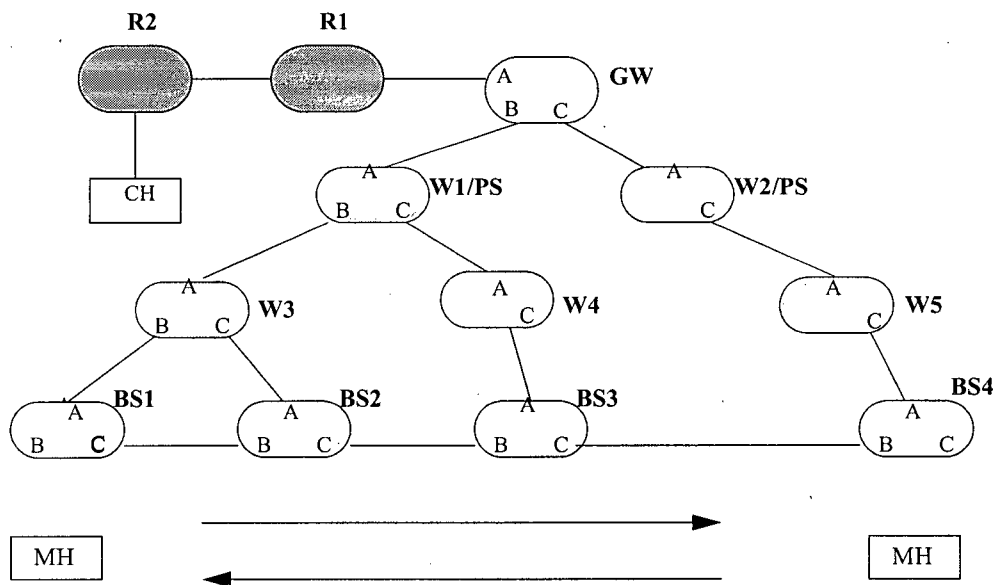 R2 R1
A GW
B C
CH
A W1/PS
B C
A W2/PS
C
A W3
B C
A W4
C
A W5
C
A BS1
B C
A BS2
B C
A BS3
B C
A BS4
B C
MH
MH